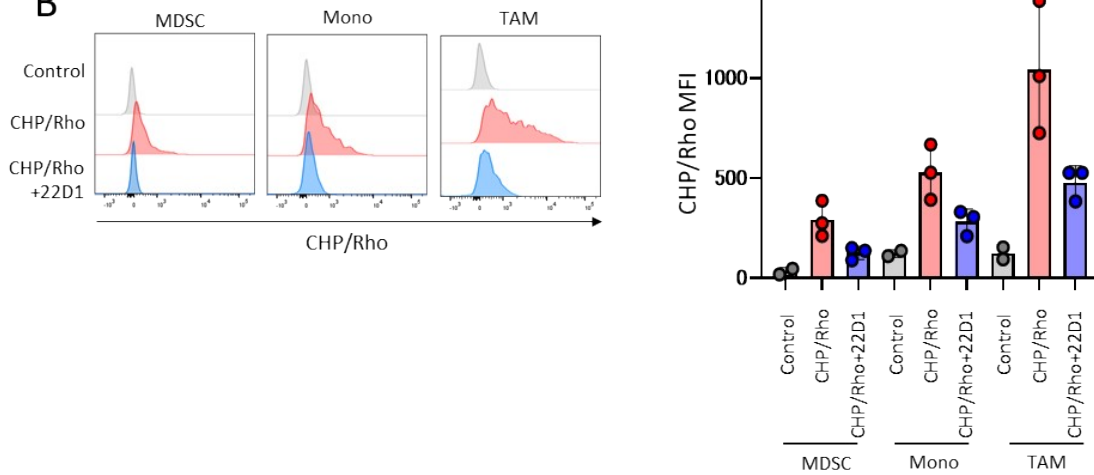 B
MDSC
Mono
TAM
Control
CHP/Rho
CHP/Rho
+22D1
CHP/Rho
CHP/Rho MFI
1000
500
0
Control
CHP/Rho
CHP/Rho+22D1
Control
CHP/Rho
CHP/Rho+22D1
Control
CHP/Rho
CHP/Rho+22D1
MDSC
Mono
TAM